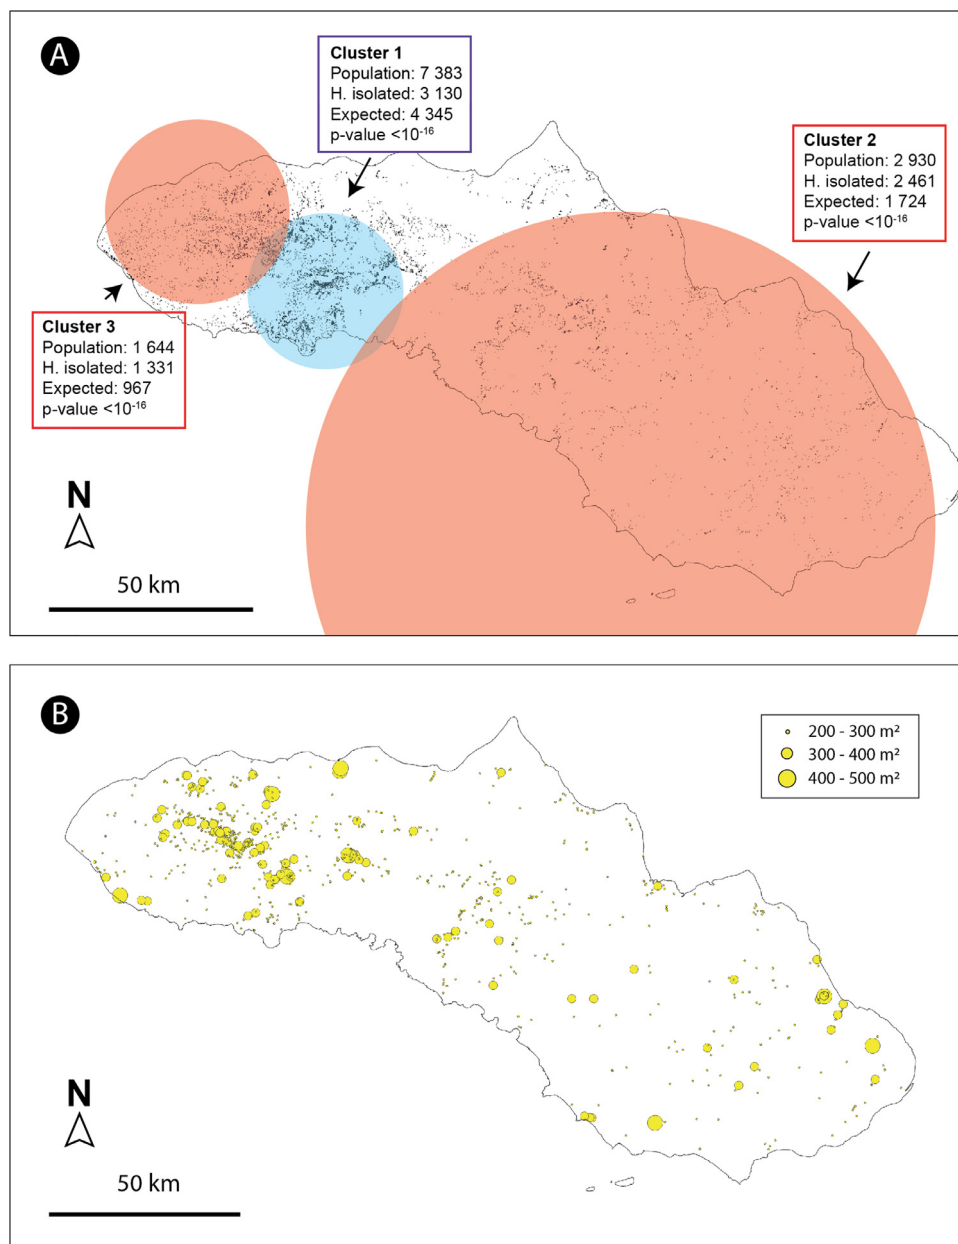 A
Cluster 1
Population: 7 383
H. isolated: 3 130
Expected: 4 345
p-value <10⁻¹⁶
Cluster 2
Population: 2 930
H. isolated: 2 461
Expected: 1 724
p-value <10⁻¹⁶
Cluster 3
Population: 1 644
H. isolated: 1 331
Expected: 967
p-value <10⁻¹⁶
N
50 km
B
200 - 300 m²
300 - 400 m²
400 - 500 m²
N
50 km